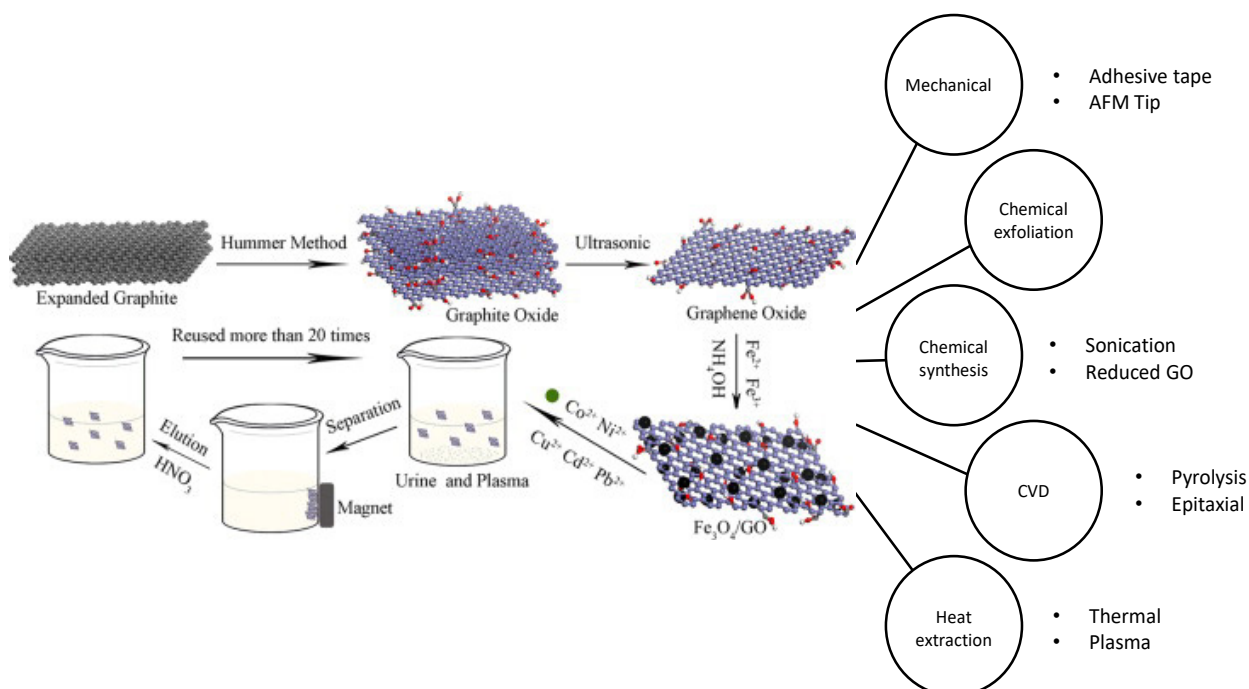 Mechanical
• Adhesive tape
• AFM Tip
Chemical
exfoliation
Hummer Method
Ultrasonic
Expanded Graphite
Graphite Oxide
Graphene Oxide
Reused more than 20 times
Fe²⁺ Fe³⁺
NH₄OH
Chemical
synthesis
• Sonication
• Reduced GO
Co²⁺ Ni²⁺
Cu²⁺ Cd²⁺ Pb²⁺
Separation
Elution
HNO₃
Urine and Plasma
Magnet
Fe₃O₄/GO
CVD
• Pyrolysis
• Epitaxial
Heat
extraction
• Thermal
• Plasma